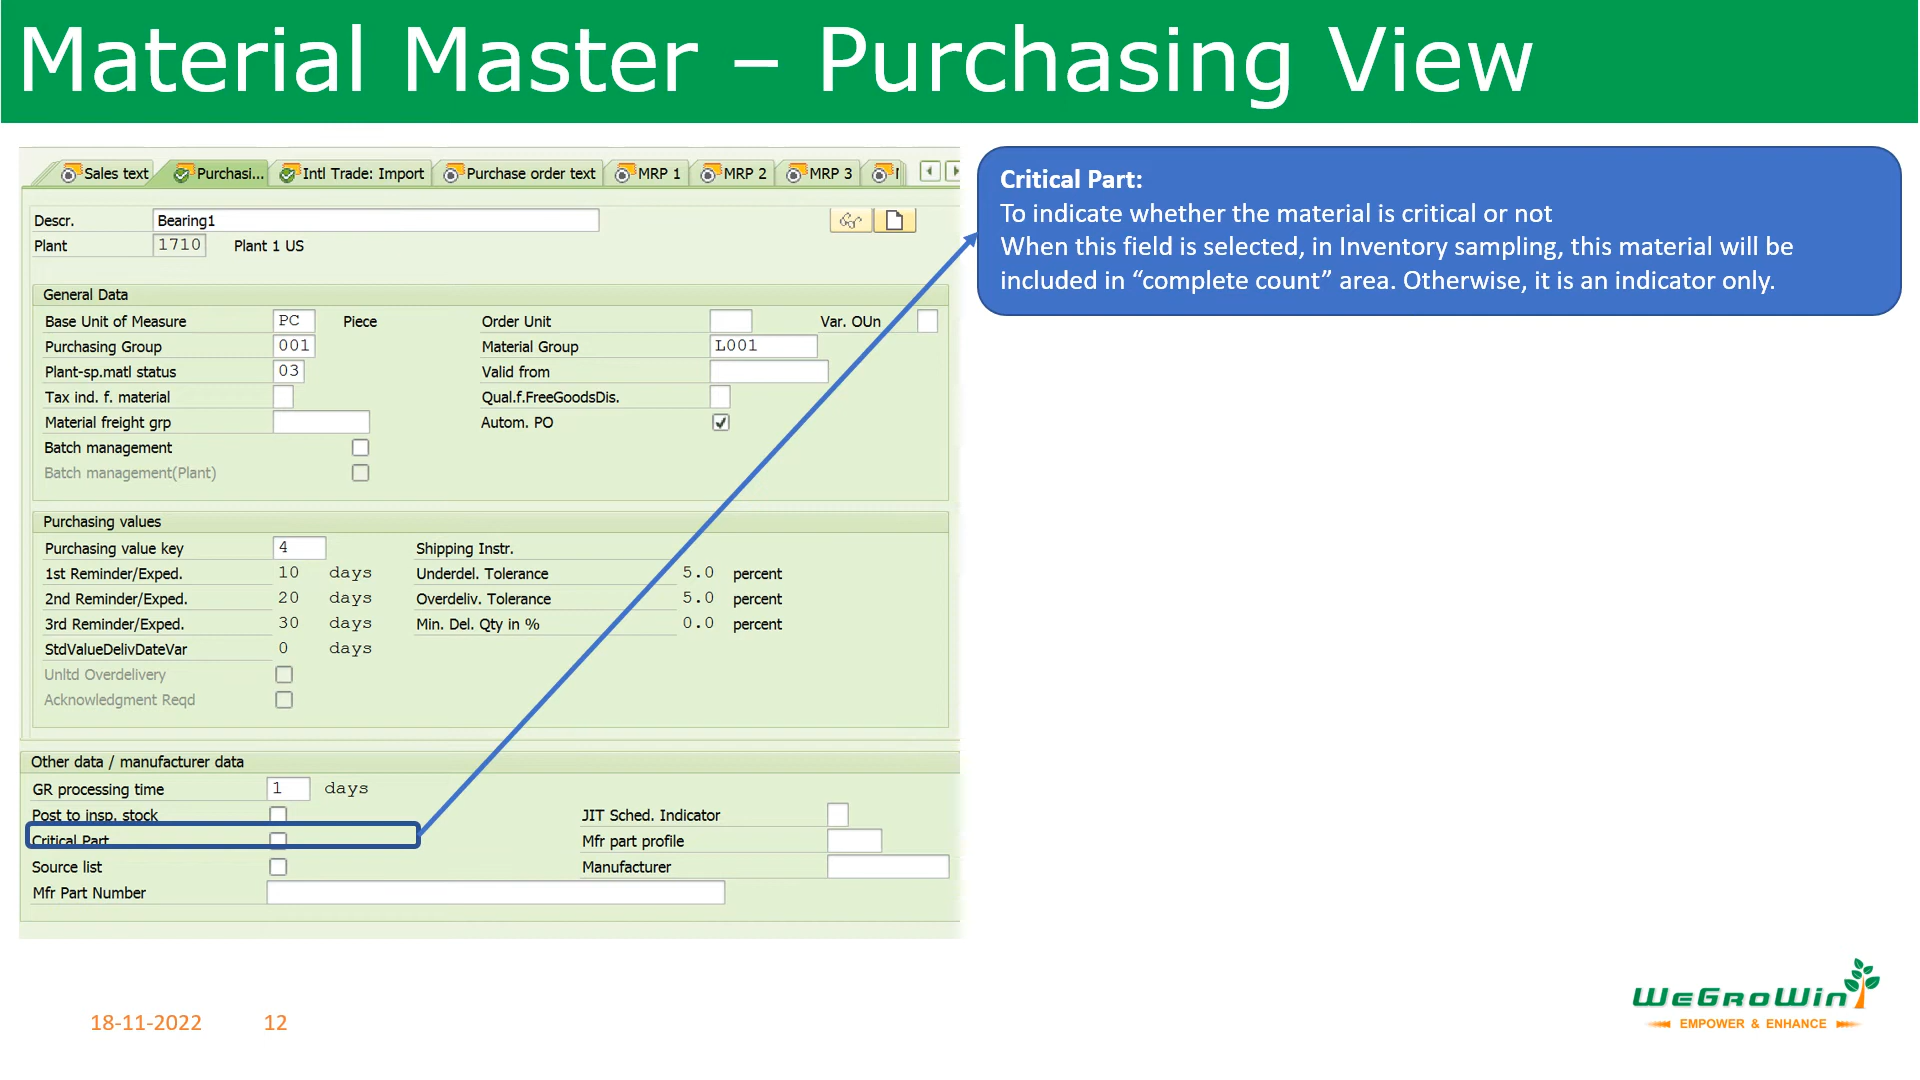 Material Master – Purchasing View
Sales text Purchasi... Intl Trade: Import Purchase order text MRP 1 MRP 2 MRP 3
Descr. Bearing1
Plant 1710 Plant 1 US
General Data
Base Unit of Measure PC Piece Order Unit Var. OUn
Purchasing Group 001 Material Group L001
Plant-sp.matl status 03 Valid from
Tax ind. f. material Qual.f.FreeGoodsDis.
Material freight grp Autom. PO
Batch management
Batch management(Plant)
Purchasing values
Purchasing value key 4 Shipping Instr.
1st Reminder/Exped. 10 days Underdel. Tolerance 5.0 percent
2nd Reminder/Exped. 20 days Overdeliv. Tolerance 5.0 percent
3rd Reminder/Exped. 30 days Min. Del. Qty in % 0.0 percent
StdValueDelivDateVar 0 days
Unltd Overdelivery
Acknowledgment Reqd
Other data / manufacturer data
GR processing time 1 days
Post to insp. stock JIT Sched. Indicator
Critical Part Mfr part profile
Source list Manufacturer
Mfr Part Number
Critical Part:
To indicate whether the material is critical or not
When this field is selected, in Inventory sampling, this material will be
included in “complete count” area. Otherwise, it is an indicator only.
18-11-2022 12
WeGroWin
EMPOWER & ENHANCE